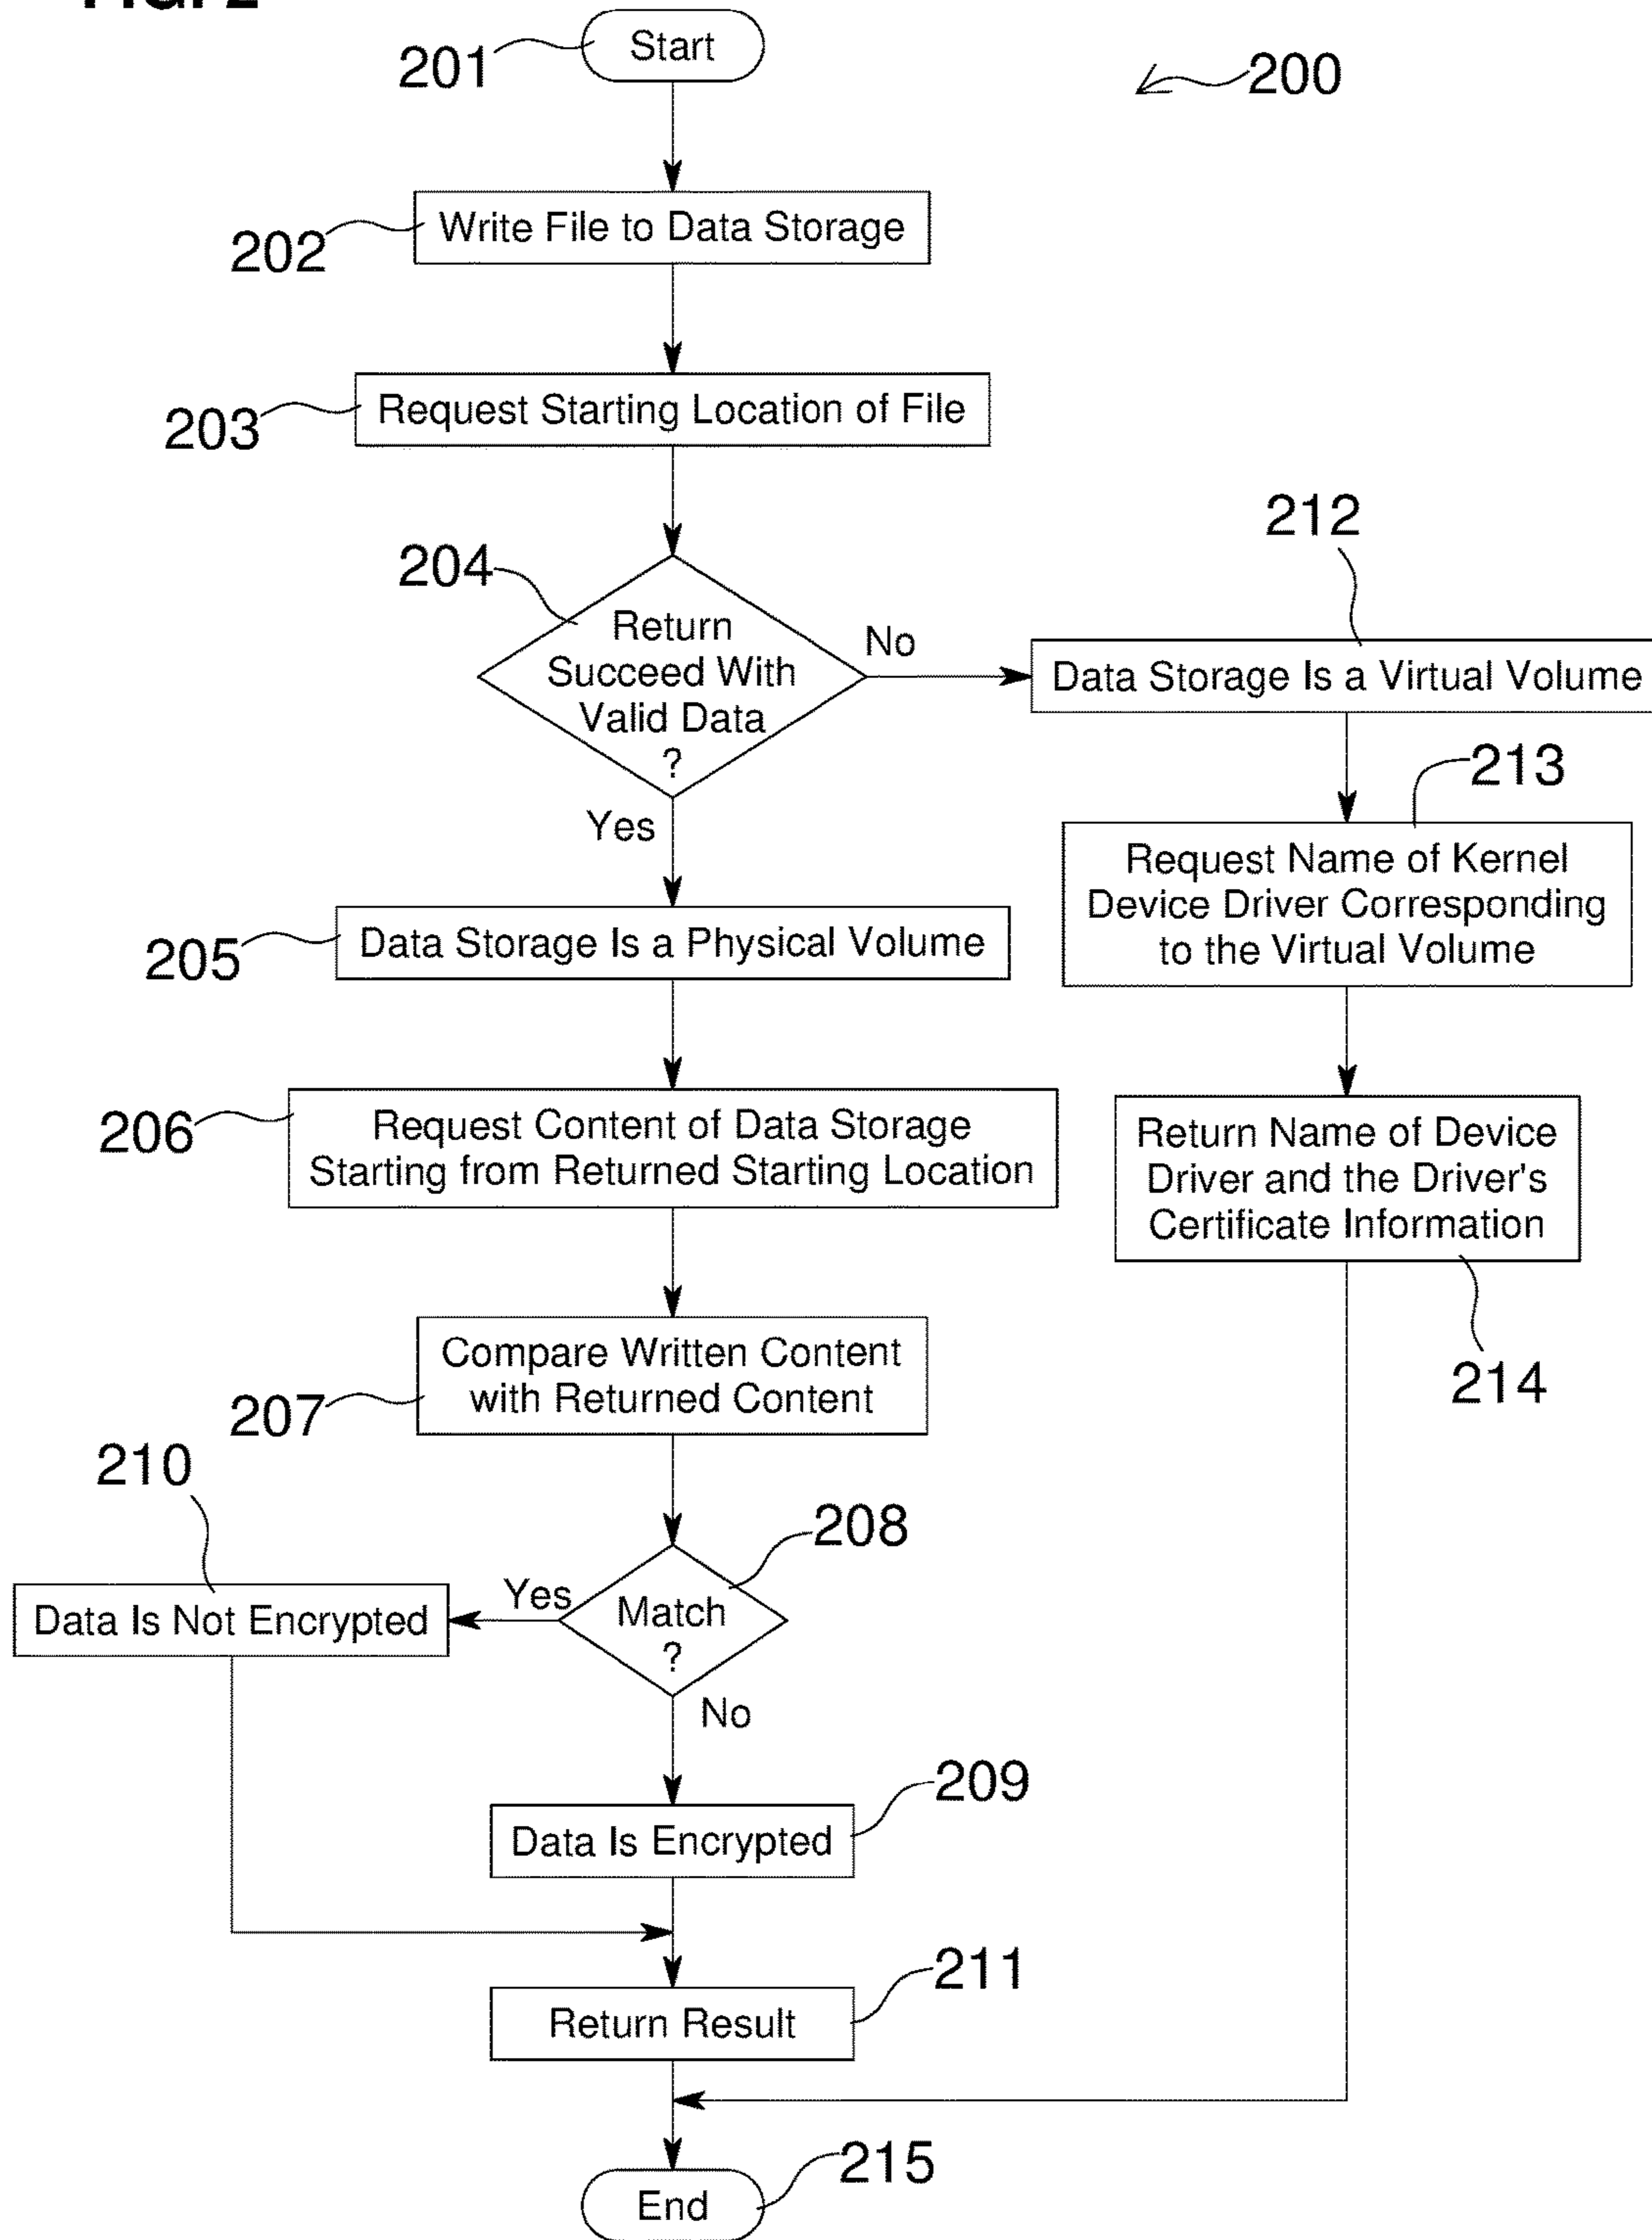 201
Start
200
202
Write File to Data Storage
203
Request Starting Location of File
204
Return
Succeed With
Valid Data
?
No
Yes
212
Data Storage Is a Virtual Volume
213
Request Name of Kernel
Device Driver Corresponding
to the Virtual Volume
205
Data Storage Is a Physical Volume
206
Request Content of Data Storage
Starting from Returned Starting Location
Return Name of Device
Driver and the Driver's
Certificate Information
214
207
Compare Written Content
with Returned Content
210
208
Data Is Not Encrypted
Yes
Match
?
No
209
Data Is Encrypted
211
Return Result
215
End